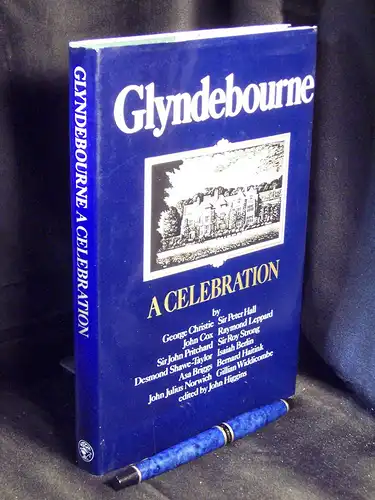 GLYNDEBOURNE A CELEBRATION
Glyndebourne
A CELEBRATION
by
George Christie Sir Peter Hall
John Cox Raymond Leppard
Sir John Pritchard Sir Roy Strong
Desmond Shawe-Taylor Isaiah Berlin
Asa Briggs Bernard Haitink
John Julius Norwich Gillian Widdicombe
edited by John Higgins